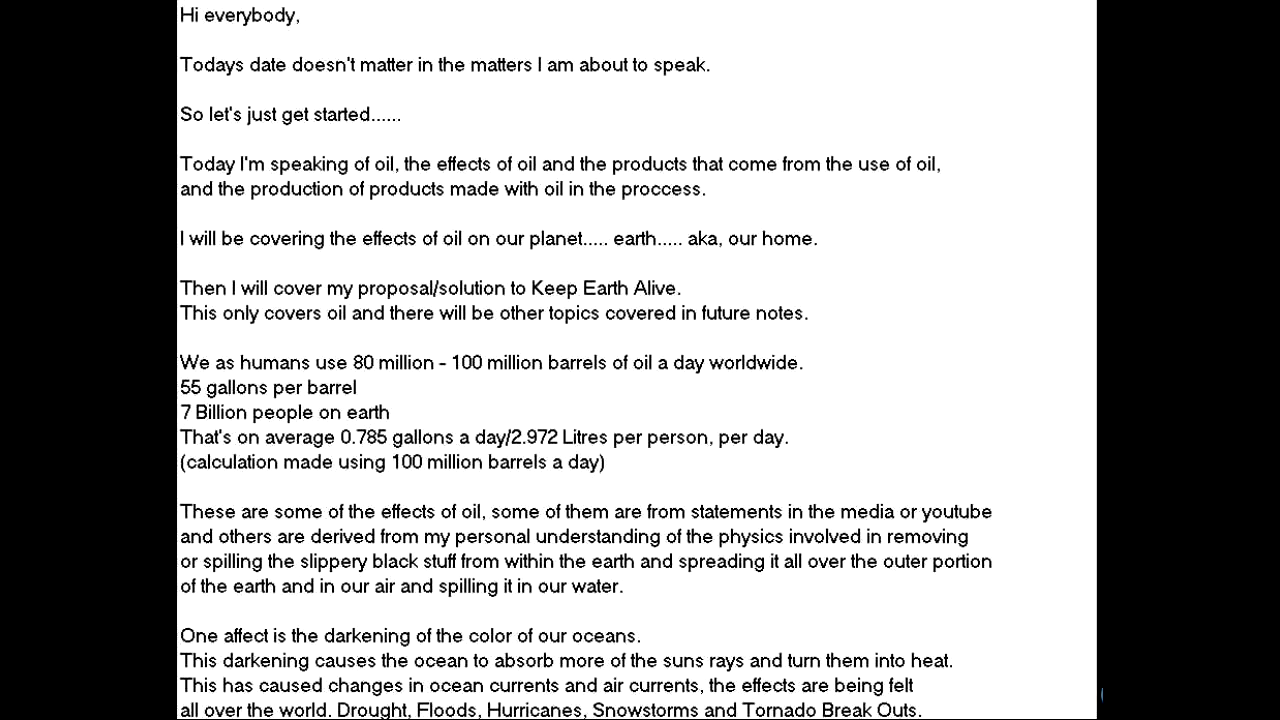 Hi everybody,
Todays date doesn't matter in the matters I am about to speak.
So let's just get started......
Today I'm speaking of oil, the effects of oil and the products that come from the use of oil,
and the production of products made with oil in the proccess.
I will be covering the effects of oil on our planet..... earth..... aka, our home.
Then I will cover my proposal/solution to Keep Earth Alive.
This only covers oil and there will be other topics covered in future notes.
We as humans use 80 million - 100 million barrels of oil a day worldwide.
55 gallons per barrel
7 Billion people on earth
That's on average 0.785 gallons a day/2.972 Litres per person, per day.
(calculation made using 100 million barrels a day)
These are some of the effects of oil, some of them are from statements in the media or youtube
and others are derived from my personal understanding of the physics involved in removing
or spilling the slippery black stuff from within the earth and spreading it all over the outer portion
of the earth and in our air and spilling it in our water.
One affect is the darkening of the color of our oceans.
This darkening causes the ocean to absorb more of the suns rays and turn them into heat.
This has caused changes in ocean currents and air currents, the effects are being felt
all over the world. Drought, Floods, Hurricanes, Snowstorms and Tornado Break Outs.